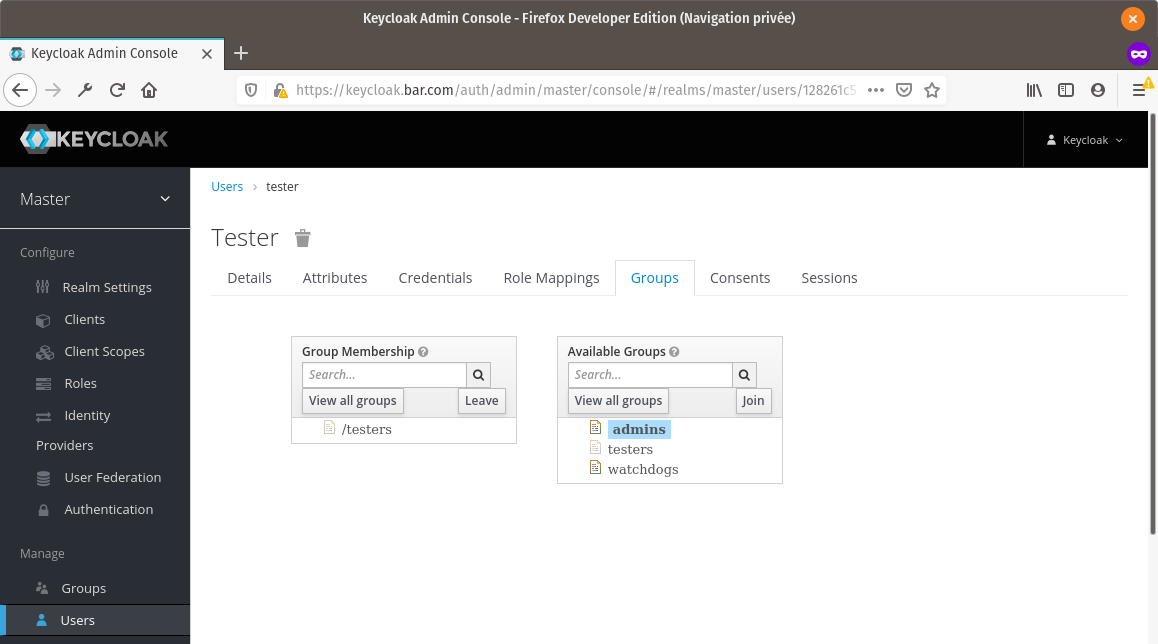 Keycloak Admin Console - Firefox Developer Edition (Navigation privée)
Keycloak Admin Console
https://keycloak.bar.com/auth/admin/master/console/#/realms/master/users/128261c5
KEYCLOAK
Keycloak
Master
Users > tester
Tester
Configure
Realm Settings
Clients
Client Scopes
Roles
Identity
Providers
User Federation
Authentication
Manage
Groups
Users
Details Attributes Credentials Role Mappings Groups Consents Sessions
Group Membership
Search...
View all groups Leave
/testers
Available Groups
Search...
View all groups Join
admins
testers
watchdogs